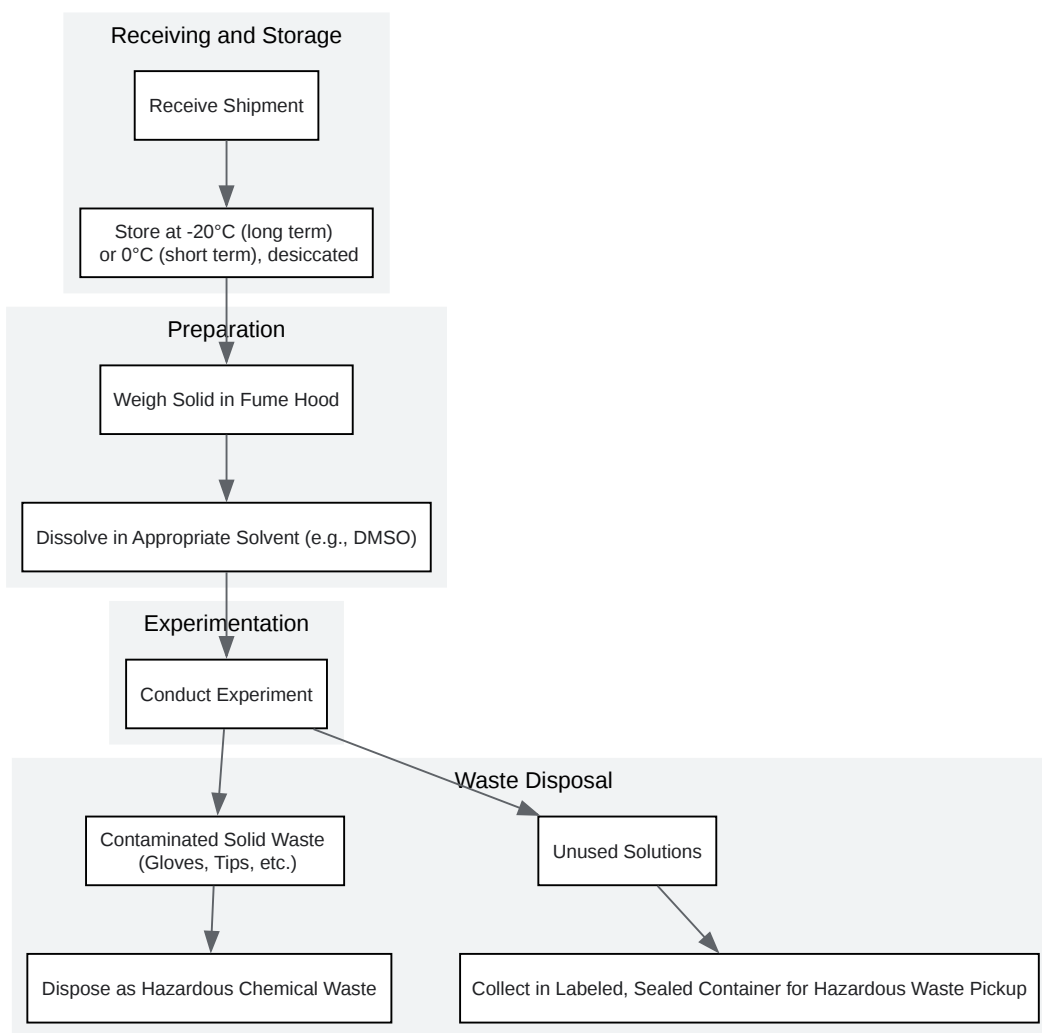 Receiving and Storage
Receive Shipment
Store at -20°C (long term)
or 0°C (short term), desiccated
Preparation
Weigh Solid in Fume Hood
Dissolve in Appropriate Solvent (e.g., DMSO)
Experimentation
Conduct Experiment
Waste Disposal
Contaminated Solid Waste
(Gloves, Tips, etc.)
Unused Solutions
Dispose as Hazardous Chemical Waste
Collect in Labeled, Sealed Container for Hazardous Waste Pickup